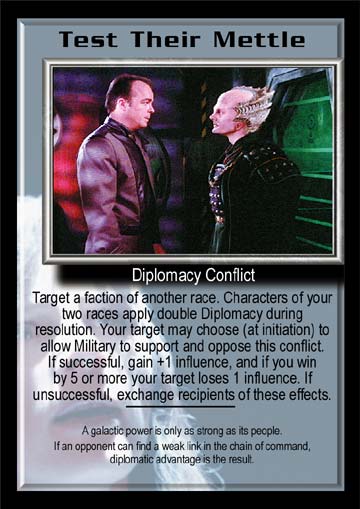 Test Their Mettle
Diplomacy Conflict
Target a faction of another race. Characters of your
two races apply double Diplomacy during
resolution. Your target may choose (at initiation) to
allow Military to support and oppose this conflict.
If successful, gain +1 influence, and if you win
by 5 or more your target loses 1 influence. If
unsuccessful, exchange recipients of these effects.
A galactic power is only as strong as its people.
If an opponent can find a weak link in the chain of command,
diplomatic advantage is the result.